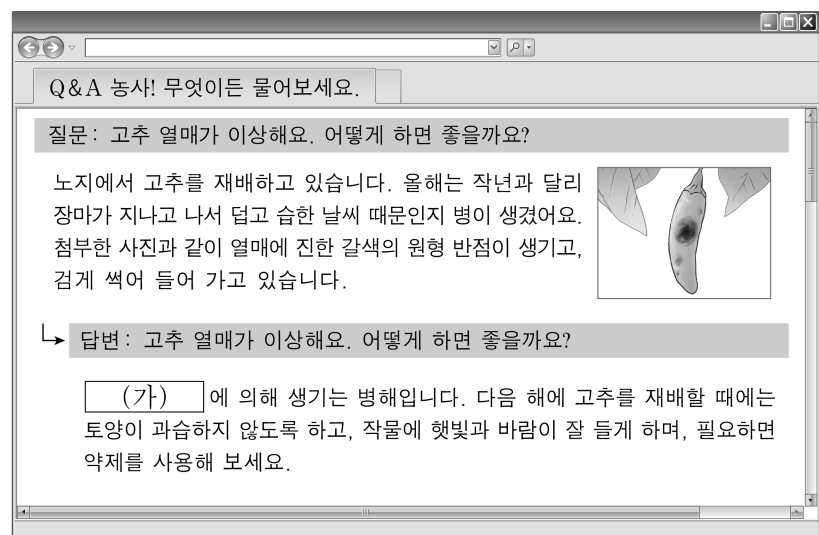 Q&A 농사! 무엇이든 물어보세요.
질문: 고추 열매가 이상해요. 어떻게 하면 좋을까요?
노지에서 고추를 재배하고 있습니다. 올해는 작년과 달리
장마가 지나고 나서 덥고 습한 날씨 때문인지 병이 생겼어요.
첨부한 사진과 같이 열매에 진한 갈색의 원형 반점이 생기고,
검게 썩어 들어 가고 있습니다.
답변: 고추 열매가 이상해요. 어떻게 하면 좋을까요?
(가) 에 의해 생기는 병해입니다. 다음 해에 고추를 재배할 때에는
토양이 과습하지 않도록 하고, 작물에 햇빛과 바람이 잘 들게 하며, 필요하면
약제를 사용해 보세요.